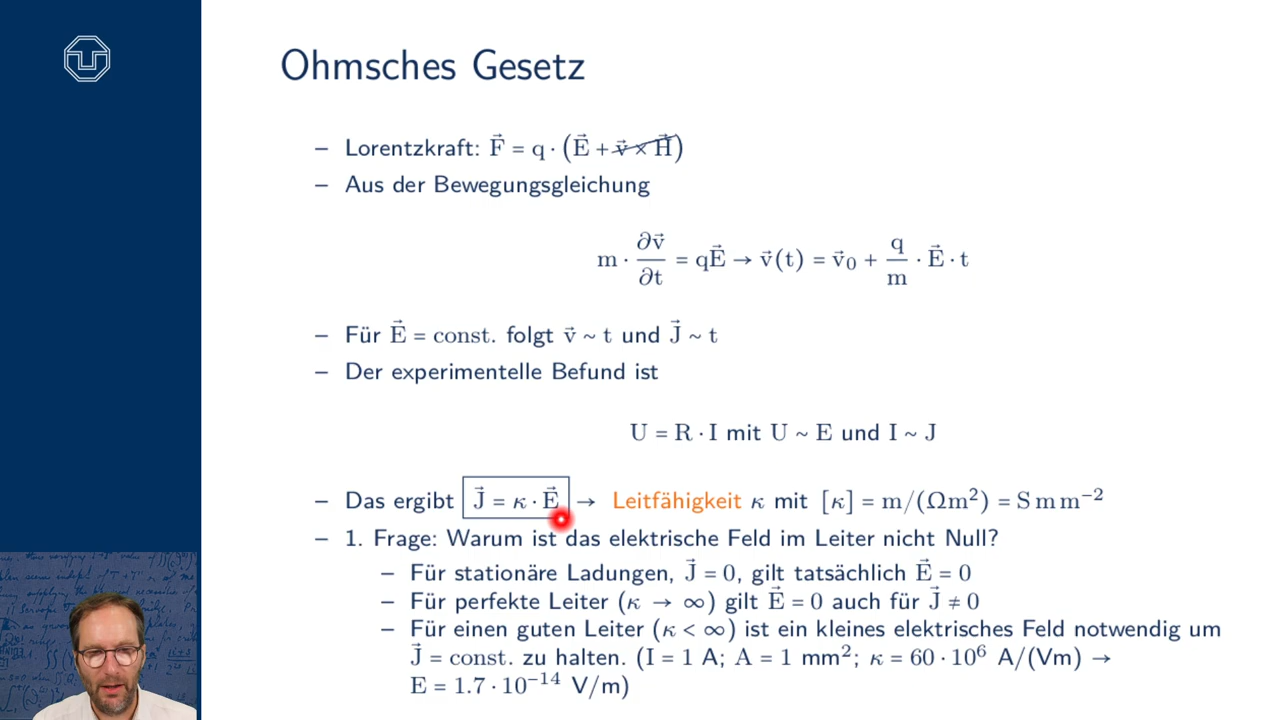 Ohmsches Gesetz
– Lorentzkraft: F⃗ = q · (E⃗ + v⃗ × H⃗)
– Aus der Bewegungsgleichung
m · ∂v⃗/∂t = qE⃗ → v⃗(t) = v⃗₀ + q/m · E⃗ · t
– Für E⃗ = const. folgt v⃗ ~ t und J⃗ ~ t
– Der experimentelle Befund ist
U = R · I mit U ~ E und I ~ J
– Das ergibt J⃗ = κ · E⃗ → Leitfähigkeit κ mit [κ] = m/(Ωm²) = S m m⁻²
– 1. Frage: Warum ist das elektrische Feld im Leiter nicht Null?
– Für stationäre Ladungen, J⃗ = 0, gilt tatsächlich E⃗ = 0
– Für perfekte Leiter (κ → ∞) gilt E⃗ = 0 auch für J⃗ ≠ 0
– Für einen guten Leiter (κ < ∞) ist ein kleines elektrisches Feld notwendig um
J⃗ = const. zu halten. (I = 1 A; A = 1 mm²; κ = 60 · 10⁶ A/(Vm) →
E = 1.7 · 10⁻¹⁴ V/m)